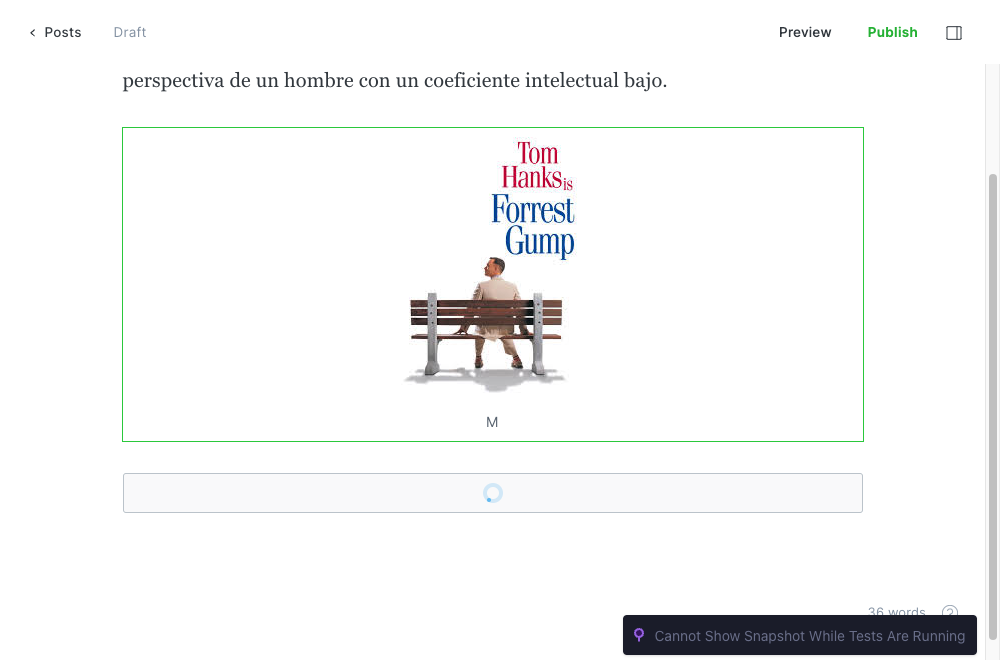 Posts
Draft
Preview
Publish
perspectiva de un hombre con un coeficiente intelectual bajo.
Tom
Hanks is
Forrest
Gump
M
36 words
Cannot Show Snapshot While Tests Are Running